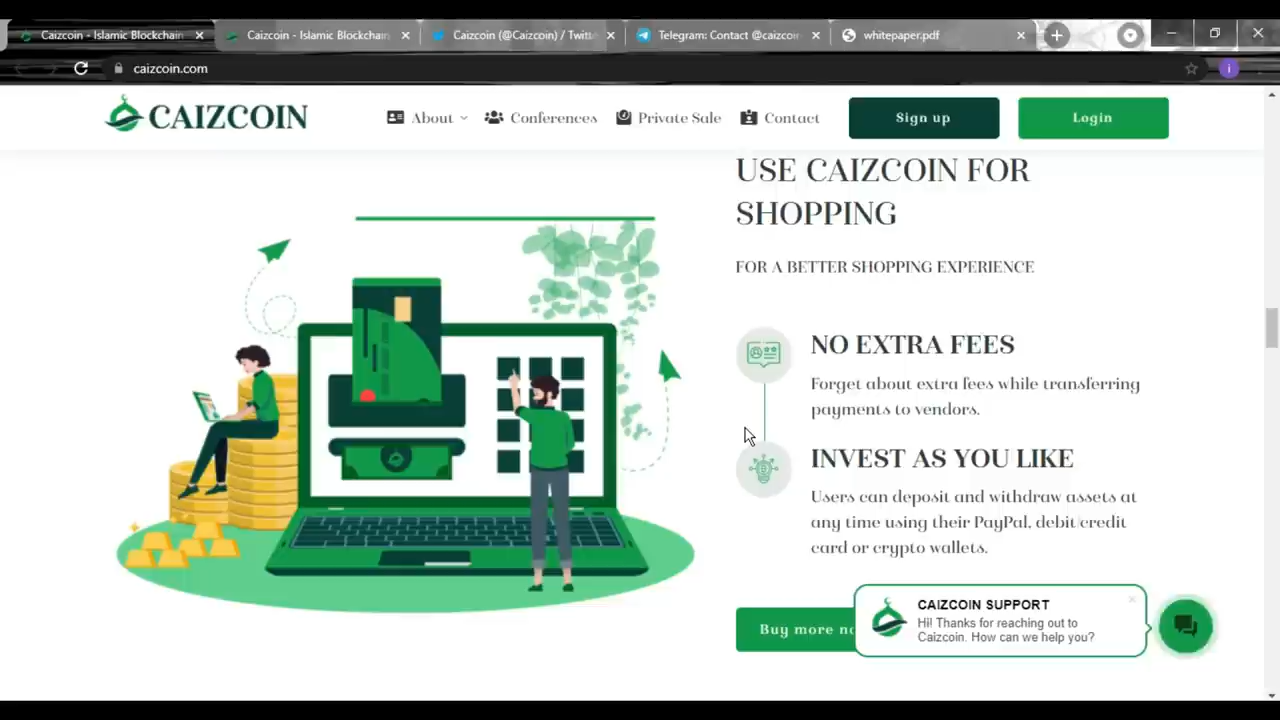 Caizcoin - Islamic Blockchain
Caizcoin - Islamic Blockchain
Caizcoin (@Caizcoin) / Twitte
Telegram: Contact @caizcoin
whitepaper.pdf
caizcoin.com
i
CAIZCOIN
About
Conferences
Private Sale
Contact
Sign up
Login
USE CAIZCOIN FOR
SHOPPING
FOR A BETTER SHOPPING EXPERIENCE
NO EXTRA FEES
Forget about extra fees while transferring
payments to vendors.
INVEST AS YOU LIKE
Users can deposit and withdraw assets at
any time using their PayPal, debit/credit
card or crypto wallets.
Buy more no
CAIZCOIN SUPPORT
Hi! Thanks for reaching out to
Caizcoin. How can we help you?